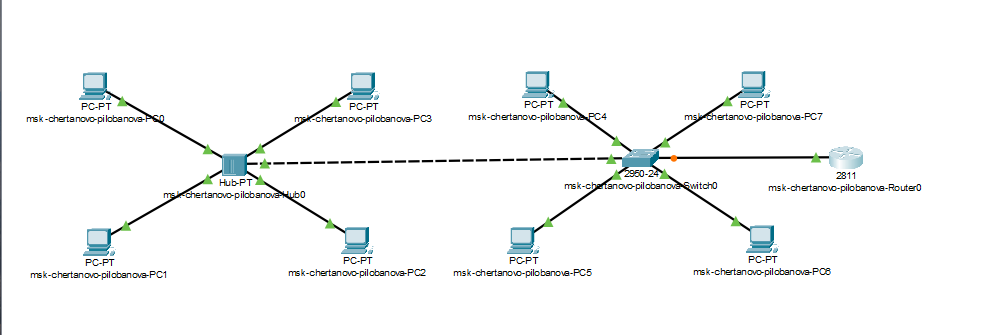 PC-PT
msk-chertanovo-pilobanova-PC0
PC-PT
msk-chertanovo-pilobanova-PC3
PC-PT
msk-chertanovo-pilobanova-PC4
PC-PT
msk-chertanovo-pilobanova-PC7
Hub-PT
msk-chertanovo-pilobanova-Hub0
2950-24
msk-chertanovo-pilobanova-Switch0
2811
msk-chertanovo-pilobanova-Router0
PC-PT
msk-chertanovo-pilobanova-PC1
PC-PT
msk-chertanovo-pilobanova-PC2
PC-PT
msk-chertanovo-pilobanova-PC5
PC-PT
msk-chertanovo-pilobanova-PC6